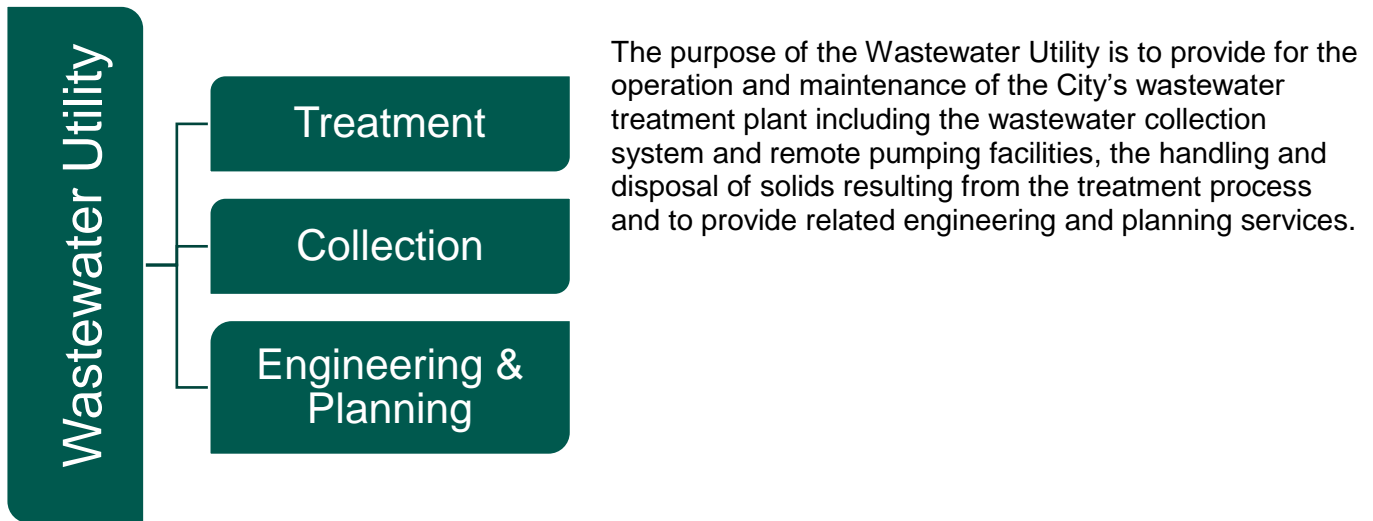 Wastewater Utility
Treatment
Collection
Engineering &
Planning
The purpose of the Wastewater Utility is to provide for the
operation and maintenance of the City’s wastewater
treatment plant including the wastewater collection
system and remote pumping facilities, the handling and
disposal of solids resulting from the treatment process
and to provide related engineering and planning services.